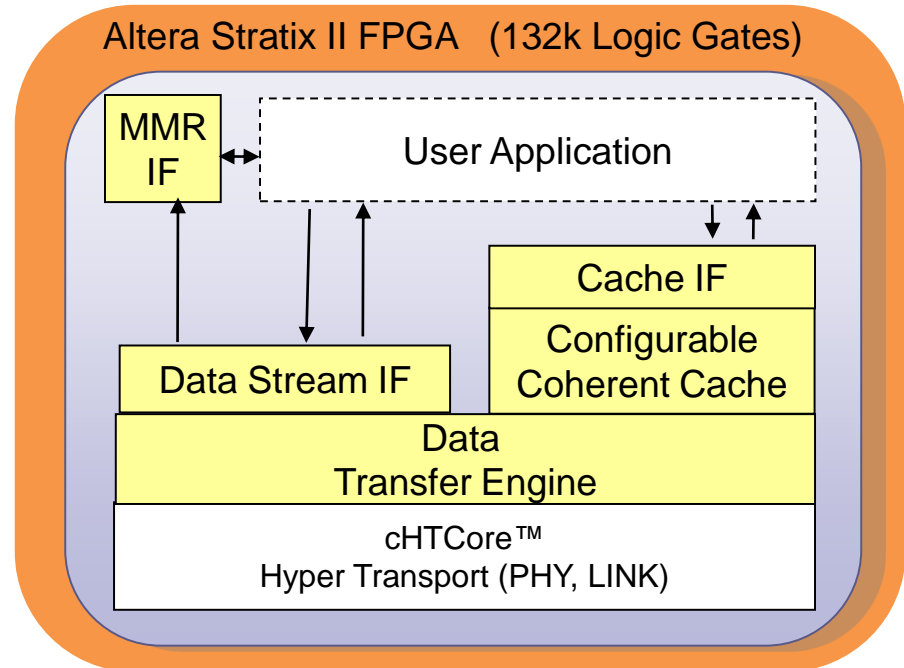 Altera Stratix II FPGA (132k Logic Gates)
MMR
IF
User Application
Cache IF
Configurable
Coherent Cache
Data Stream IF
Data
Transfer Engine
cHTCore™
Hyper Transport (PHY, LINK)